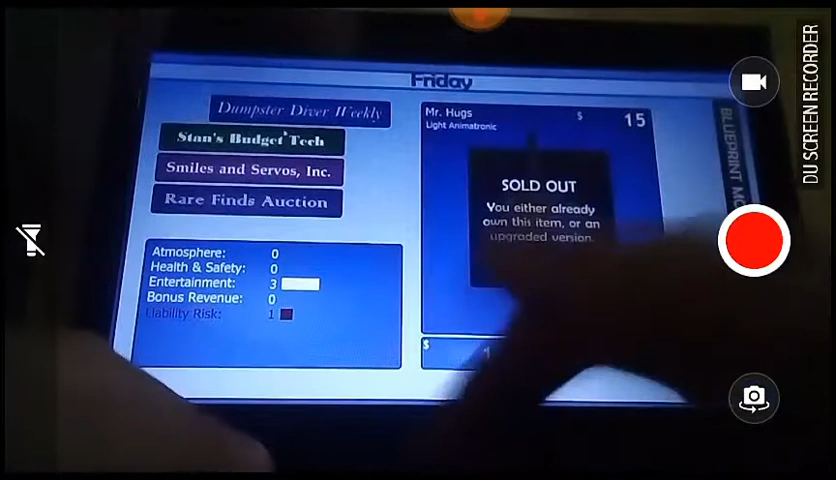 Friday
Dumpster Diver Weekly
Stan's Budget Tech
Smiles and Servos, Inc.
Rare Finds Auction
Mr. Hugs $ 15
Light Animatronic
SOLD OUT
You either already
own this item, or an
upgraded version.
Atmosphere: 0
Health & Safety: 0
Entertainment: 3
Bonus Revenue: 0
Liability Risk: 1
$
BLUEPRINT
DU SCREEN RECORDER